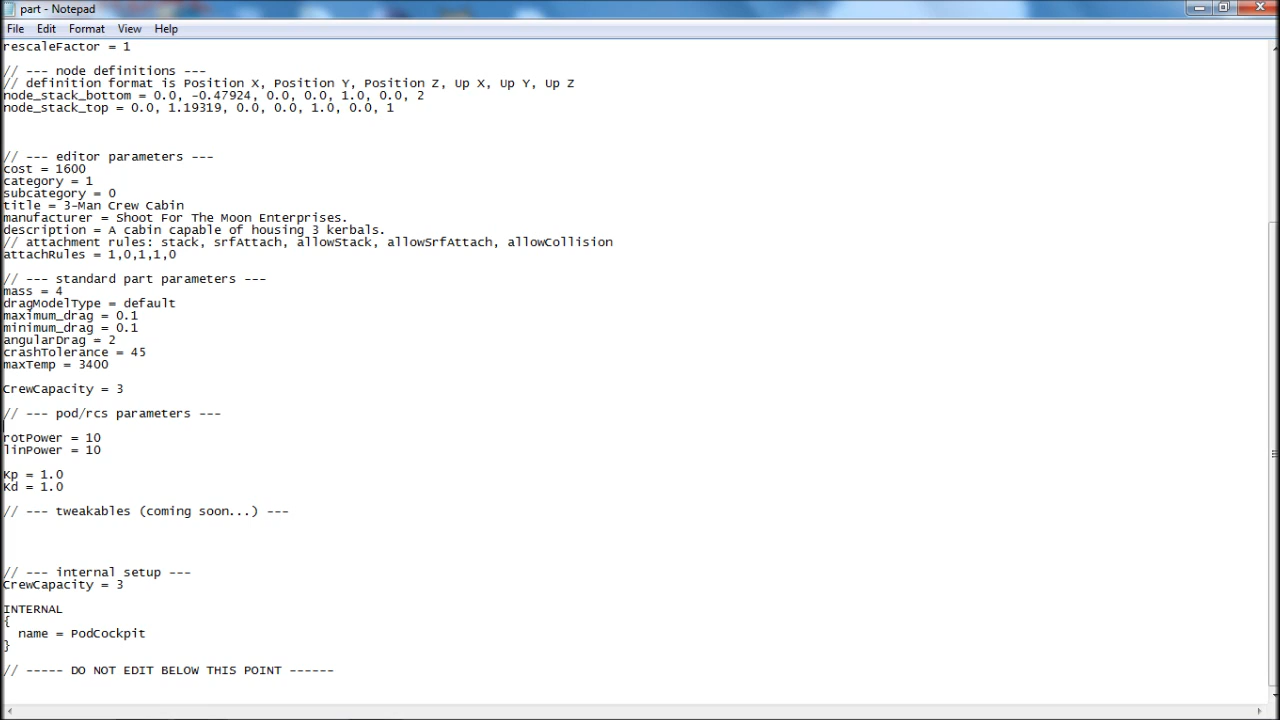 part - Notepad
File Edit Format View Help
rescaleFactor = 1
// --- node definitions ---
// definition format is Position X, Position Y, Position Z, Up X, Up Y, Up Z
node_stack_bottom = 0.0, -0.47924, 0.0, 0.0, 1.0, 0.0, 2
node_stack_top = 0.0, 1.19319, 0.0, 0.0, 1.0, 0.0, 1
// --- editor parameters ---
cost = 1600
category = 1
subcategory = 0
title = 3-Man Crew Cabin
manufacturer = Shoot For The Moon Enterprises.
description = A cabin capable of housing 3 kerbals.
// attachment rules: stack, srfAttach, allowStack, allowSrfAttach, allowCollision
attachRules = 1,0,1,1,0
// --- standard part parameters ---
mass = 4
dragModelType = default
maximum_drag = 0.1
minimum_drag = 0.1
angularDrag = 2
crashTolerance = 45
maxTemp = 3400
CrewCapacity = 3
// --- pod/rcs parameters ---
rotPower = 10
linPower = 10
Kp = 1.0
Kd = 1.0
// --- tweakables (coming soon...) ---
// --- internal setup ---
CrewCapacity = 3
INTERNAL
{
name = PodCockpit
}
// ----- DO NOT EDIT BELOW THIS POINT ------